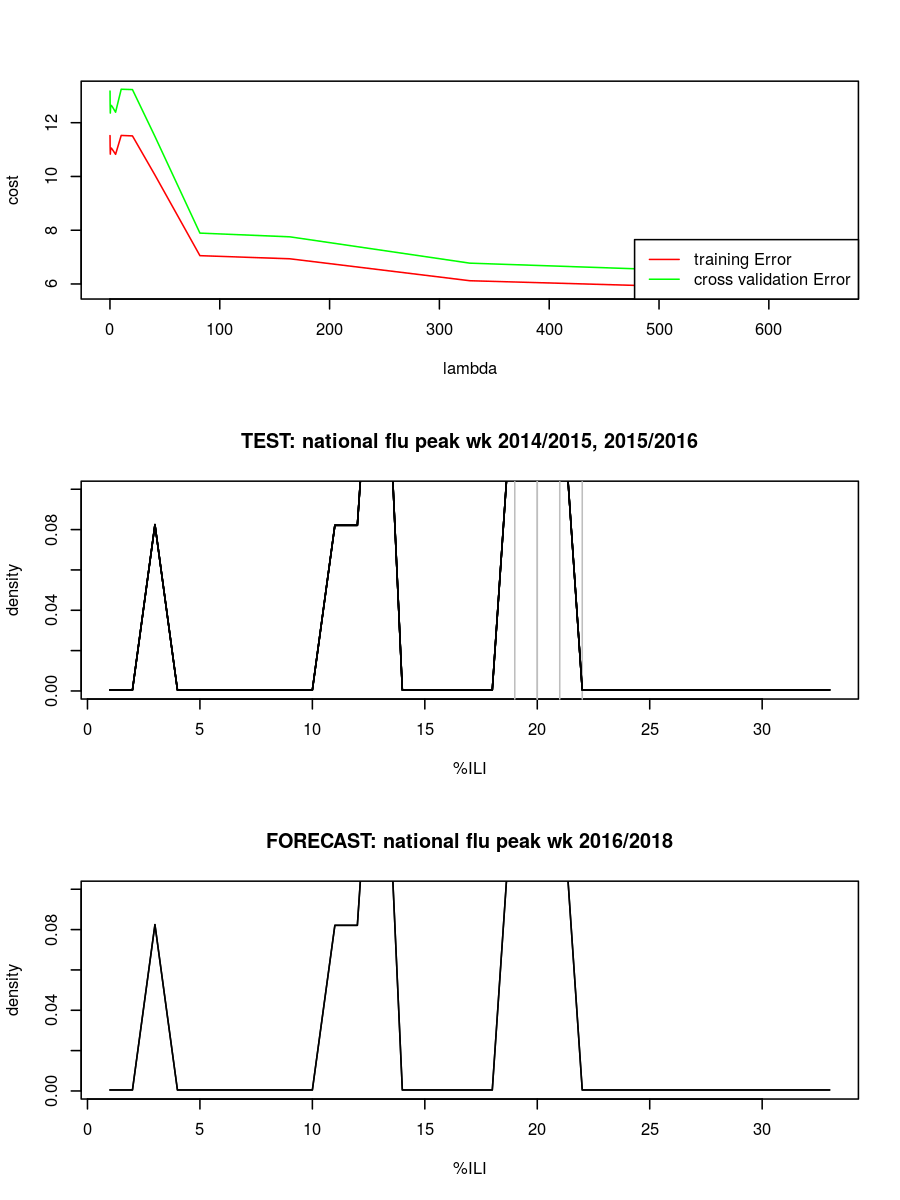 12
10
8
6
cost
training Error
cross validation Error
0 100 200 300 400 500 600
lambda
TEST: national flu peak wk 2014/2015, 2015/2016
0.08
0.04
0.00
density
0 5 10 15 20 25 30
%ILI
FORECAST: national flu peak wk 2016/2018
0.08
0.04
0.00
density
0 5 10 15 20 25 30
%ILI